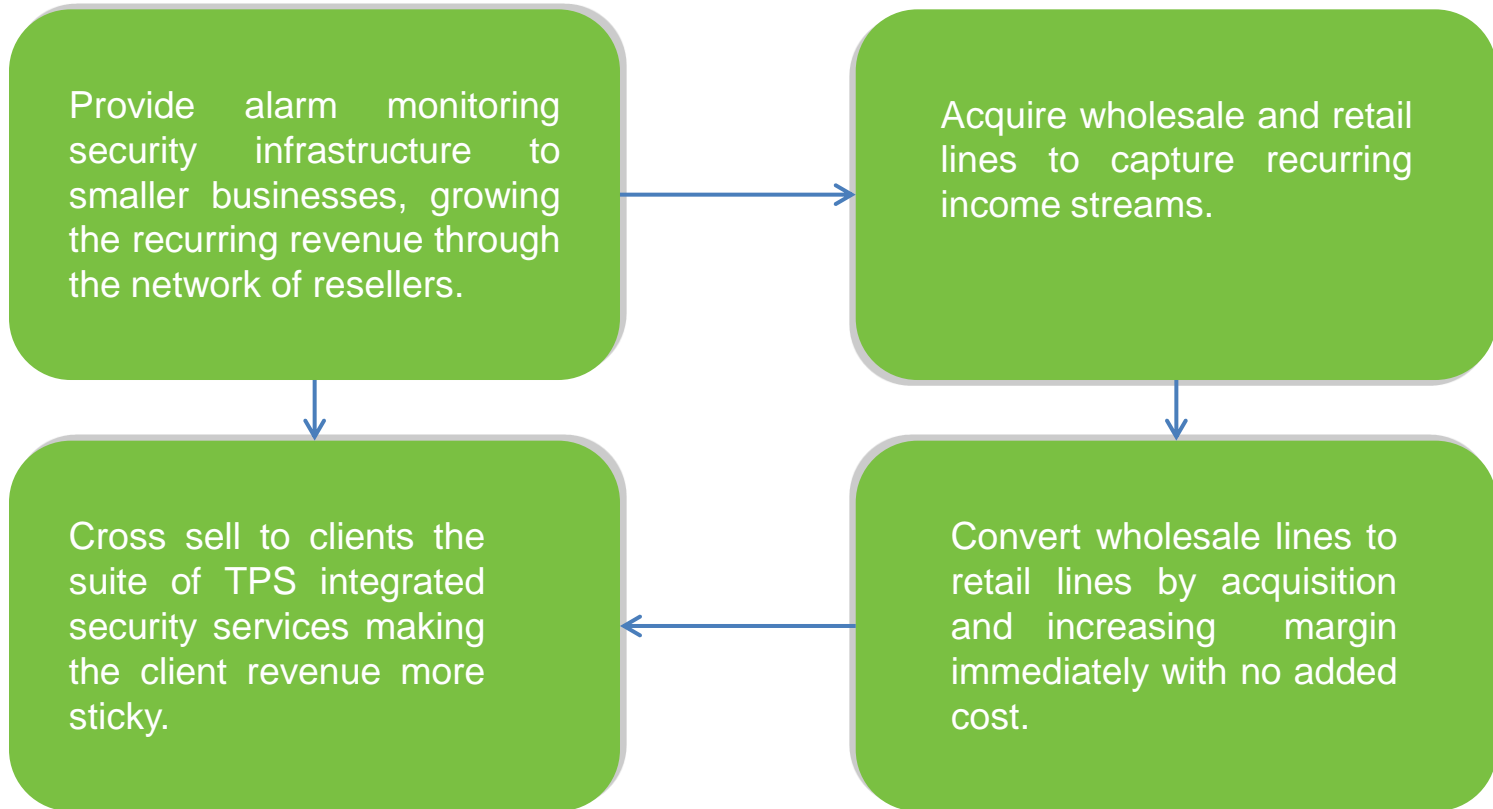 Provide alarm monitoring
security infrastructure to
smaller businesses, growing
the recurring revenue through
the network of resellers.
Acquire wholesale and retail
lines to capture recurring
income streams.
Cross sell to clients the
suite of TPS integrated
security services making
the client revenue more
sticky.
Convert wholesale lines to
retail lines by acquisition
and increasing margin
immediately with no added
cost.